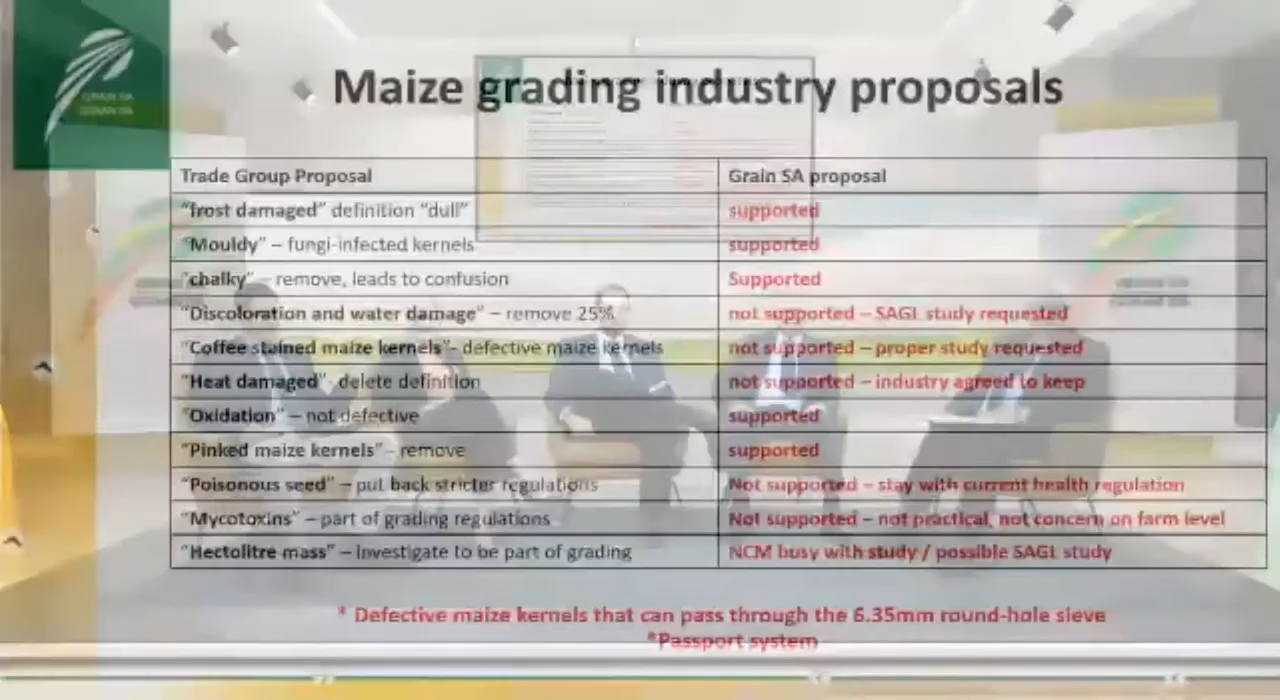 GRAIN SA
GRAAN SA
Maize grading industry proposals
Trade Group Proposal Grain SA proposal
"frost damaged" definition "dull" supported
"Mouldy" – fungi-infected kernels supported
"chalky" – remove, leads to confusion Supported
"Discoloration and water damage" – remove 25% not supported – SAGL study requested
"Coffee stained maize kernels"- defective maize kernels not supported – proper study requested
"Heat damaged"- delete definition not supported – industry agreed to keep
"Oxidation" – not defective supported
"Pinked maize kernels" - remove supported
"Poisonous seed" – put back stricter regulations Not supported – stay with current health regulation
"Mycotoxins" – part of grading regulations Not supported – not practical, not concern on farm level
"Hectolitre mass" – investigate to be part of grading NCM busy with study / possible SAGL study
* Defective maize kernels that can pass through the 6.35mm round-hole sieve
*Passport system